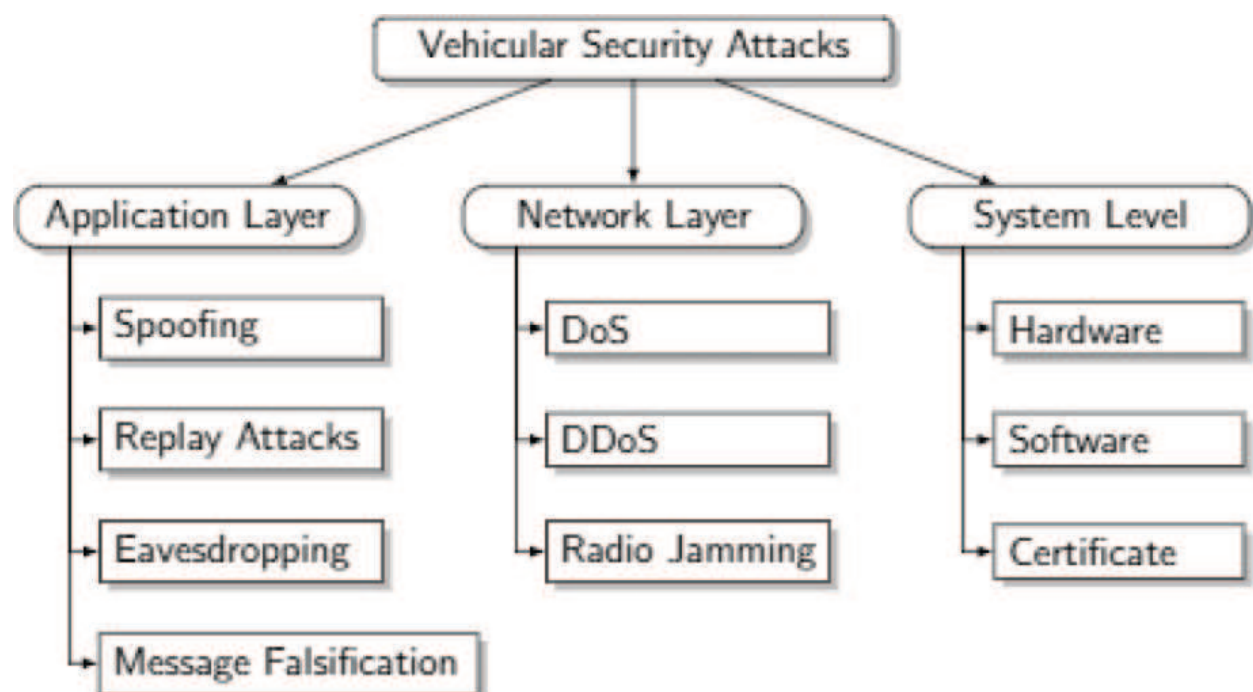 Vehicular Security Attacks
Application Layer
Spoofing
Replay Attacks
Eavesdropping
Message Falsification
Network Layer
DoS
DDoS
Radio Jamming
System Level
Hardware
Software
Certificate